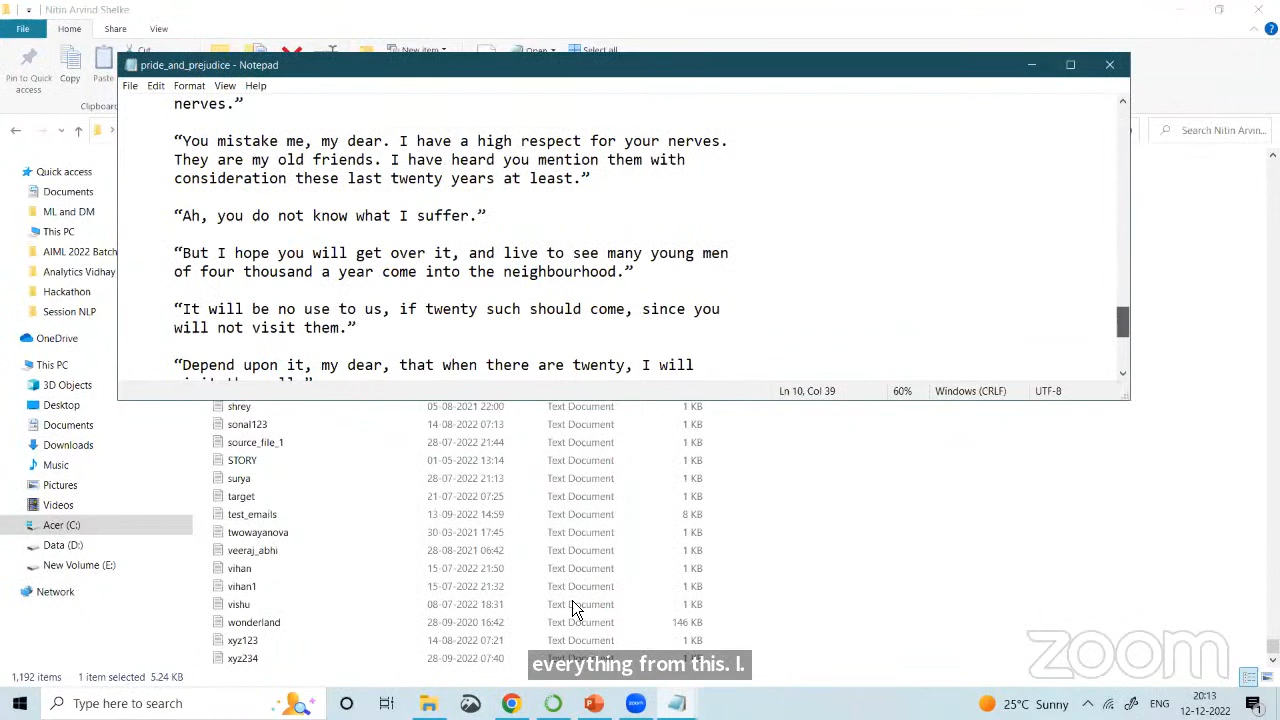 Nitin Arvind Shelke
File
Home
Share
View
Pin to Quick
access
Copy
Paste
Cut
New item
Open
Select all
Clipboard
Search Nitin Arvin...
pride_and_prejudice - Notepad
File Edit Format View Help
nerves.”
“You mistake me, my dear. I have a high respect for your nerves.
They are my old friends. I have heard you mention them with
consideration these last twenty years at least.”
“Ah, you do not know what I suffer.”
“But I hope you will get over it, and live to see many young men
of four thousand a year come into the neighbourhood.”
“It will be no use to us, if twenty such should come, since you
will not visit them.”
“Depend upon it, my dear, that when there are twenty, I will
Ln 10, Col 39 60% Windows (CRLF) UTF-8
Quick access
Documents
ML and DM
This PC
AIML 2022 Batch
Analytics Vidhay
Hackathon
Session NLP
OneDrive
This PC
3D Objects
Desktop
Documents
Downloads
Music
Pictures
Videos
Acer (C:)
Data (D:)
New Volume (E:)
Network
shrey 05-08-2021 22:00 Text Document 1 KB
sonal123 14-08-2022 07:13 Text Document 1 KB
source_file_1 28-07-2022 21:44 Text Document 1 KB
STORY 01-05-2022 13:14 Text Document 1 KB
surya 28-07-2022 21:13 Text Document 1 KB
target 21-07-2022 07:25 Text Document 1 KB
test_emails 13-09-2022 14:59 Text Document 8 KB
twowayanova 30-03-2021 17:45 Text Document 1 KB
veeraj_abhi 28-08-2021 06:42 Text Document 1 KB
vihan 15-07-2022 21:50 Text Document 1 KB
vihan1 15-07-2022 21:32 Text Document 1 KB
vishu 08-07-2022 18:31 Text Document 1 KB
wonderland 28-09-2020 16:42 Text Document 146 KB
xyz123 14-08-2022 07:21 Text Document 1 KB
xyz234 28-09-2022 07:40 Text Document 1 KB
everything from this. I.
zoom
1,192 items 1 item selected 5.24 KB
Type here to search
zoom
25°C Sunny
ENG
20:13
12-12-2022
1